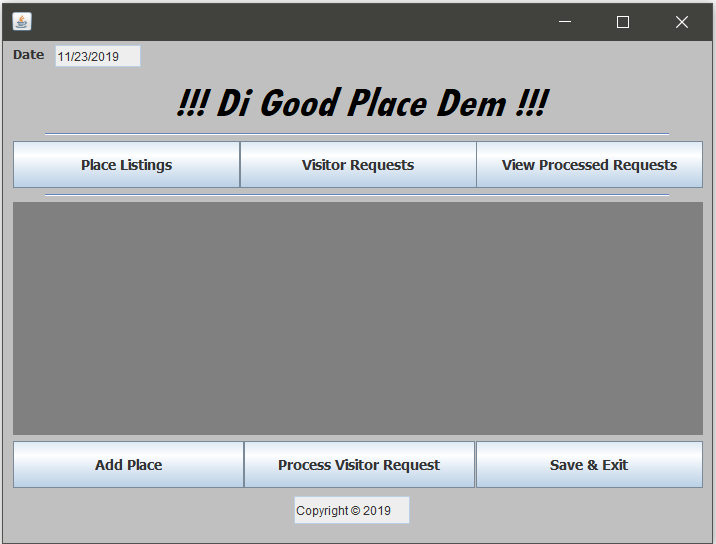 Date 11/23/2019
!!! Di Good Place Dem !!!
Place Listings Visitor Requests View Processed Requests
Add Place Process Visitor Request Save & Exit
Copyright © 2019